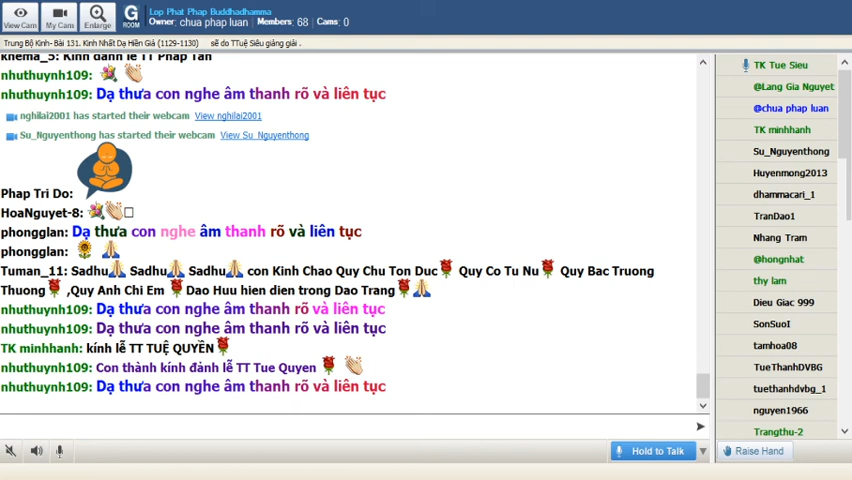 Lop Phat Phap Buddhadhamma
Owner: chua phap luan Members: 68 Cams: 0
View Cam
My Cams
Enlarge
G
ROOM
Trung Bộ Kinh- Bài 131. Kinh Nhất Dạ Hiền Giả (1129-1130) sẽ do TTuệ Siêu giảng giải .
khema_5: Kinh đảnh lễ TT Pháp Tân
nhuthuynh109:
nhuthuynh109: Dạ thưa con nghe âm thanh rõ và liên tục
nghilai2001 has started their webcam View nghilai2001
Su_Nguyenthong has started their webcam View Su_Nguyenthong
Phap Tri Do:
HoaNguyet-8:
phongglan: Dạ thưa con nghe âm thanh rõ và liên tục
phongglan:
Tuman_11: Sadhu Sadhu Sadhu con Kinh Chao Quy Chu Ton Duc Quy Co Tu Nu Quy Bac Truong
Thuong ,Quy Anh Chi Em Dao Huu hien dien trong Dao Trang
nhuthuynh109: Dạ thưa con nghe âm thanh rõ và liên tục
nhuthuynh109: Dạ thưa con nghe âm thanh rõ và liên tục
TK minhhanh: kính lễ TT TUỆ QUYỀN
nhuthuynh109: Con thành kính đảnh lễ TT Tue Quyen
nhuthuynh109: Dạ thưa con nghe âm thanh rõ và liên tục
Hold to Talk
TK Tue Sieu
@Lang Gia Nguyet
@chua phap luan
TK minhhanh
Su_Nguyenthong
Huyenmong2013
dhammacari_1
TranDao1
Nhang Tram
@hongnhat
thy lam
Dieu Giac 999
SonSuoI
tamhoa08
TueThanhDVBG
tuethanhdvbg_1
nguyen1966
Trangthu-2
Raise Hand